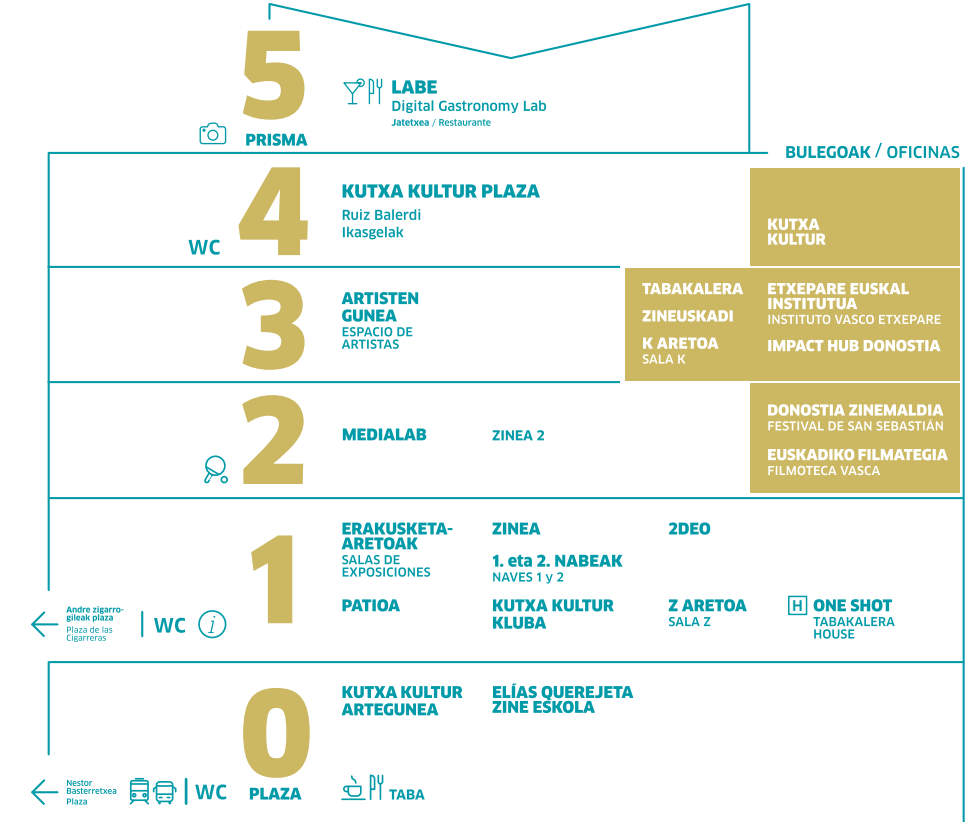 5
LABE
Digital Gastronomy Lab
Jatetxea / Restaurante
PRISMA
BULEGOAK / OFICINAS
4
KUTXA KULTUR PLAZA
Ruiz Balerdi
Ikasgelak
WC
KUTXA
KULTUR
3
ARTISTEN
GUNEA
ESPACIO DE
ARTISTAS
TABAKALERA
ZINEUSKADI
K ARETOA
SALA K
ETXEPARE EUSKAL
INSTITUTUA
INSTITUTO VASCO ETXEPARE
IMPACT HUB DONOSTIA
2
MEDIALAB
ZINEA 2
DONOSTIA ZINEMALDIA
FESTIVAL DE SAN SEBASTIÁN
EUSKADIKO FILMATEGIA
FILMOTECA VASCA
1
ERAKUSKETA-
ARETOAK
SALAS DE
EXPOSICIONES
ZINEA
2DEO
1. eta 2. NABEAK
NAVES 1 y 2
PATIOA
KUTXA KULTUR
KLUBA
Z ARETOA
SALA Z
H ONE SHOT
TABAKALERA
HOUSE
Andre zigarro-
gileak plaza
Plaza de las
Cigarreras
WC
i
0
KUTXA KULTUR
ARTEGUNEA
ELÍAS QUEREJETA
ZINE ESKOLA
Nestor
Basterretxea
Plaza
WC
PLAZA
TABA